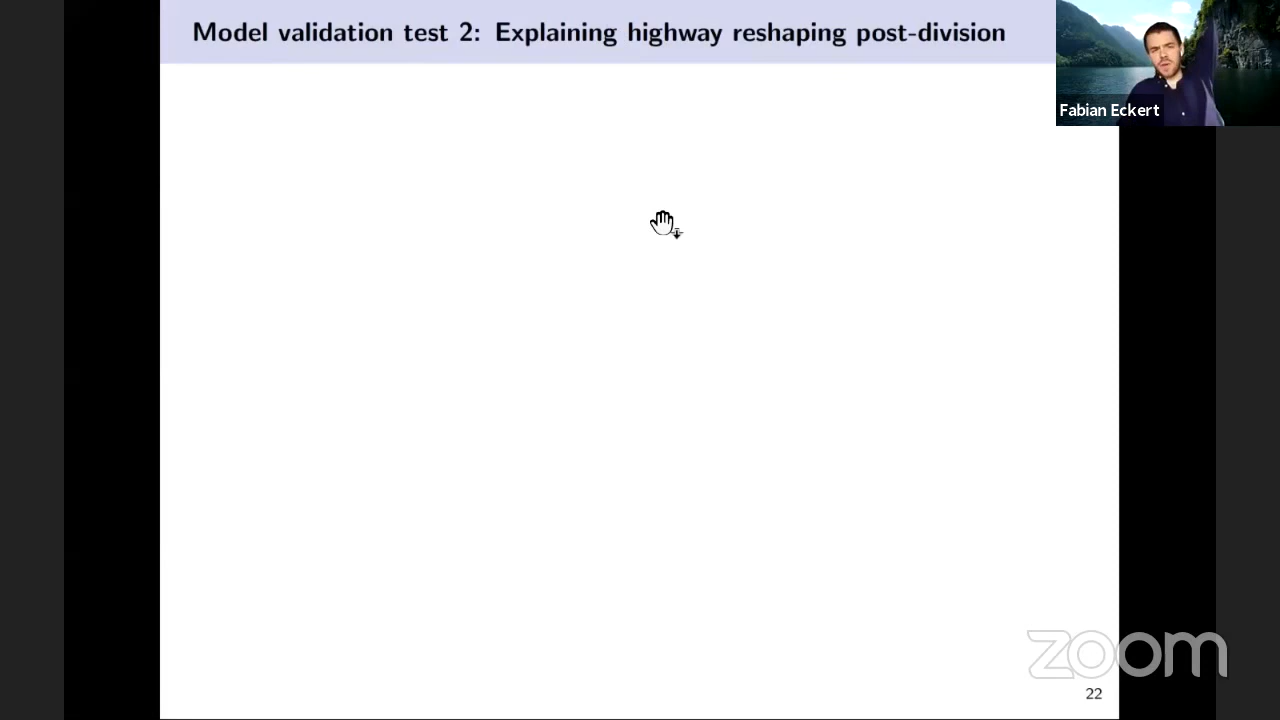 Model validation test 2: Explaining highway reshaping post-division
Fabian Eckert
zoom
22